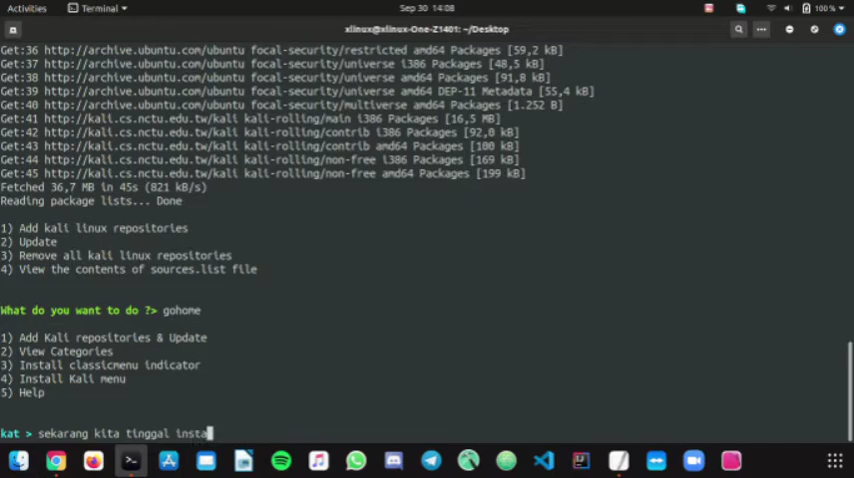 Activities Terminal Sep 30 14:08 100 %
xlinux@xlinux-One-Z1401: ~/Desktop
Get:36 http://archive.ubuntu.com/ubuntu focal-security/restricted amd64 Packages [59,2 kB]
Get:37 http://archive.ubuntu.com/ubuntu focal-security/universe i386 Packages [48,5 kB]
Get:38 http://archive.ubuntu.com/ubuntu focal-security/universe amd64 Packages [91,8 kB]
Get:39 http://archive.ubuntu.com/ubuntu focal-security/universe amd64 DEP-11 Metadata [55,4 kB]
Get:40 http://archive.ubuntu.com/ubuntu focal-security/multiverse amd64 Packages [1.252 B]
Get:41 http://kali.cs.nctu.edu.tw/kali kali-rolling/main i386 Packages [16,5 MB]
Get:42 http://kali.cs.nctu.edu.tw/kali kali-rolling/contrib i386 Packages [92,0 kB]
Get:43 http://kali.cs.nctu.edu.tw/kali kali-rolling/contrib amd64 Packages [100 kB]
Get:44 http://kali.cs.nctu.edu.tw/kali kali-rolling/non-free i386 Packages [169 kB]
Get:45 http://kali.cs.nctu.edu.tw/kali kali-rolling/non-free amd64 Packages [199 kB]
Fetched 36,7 MB in 45s (821 kB/s)
Reading package lists... Done
1) Add kali linux repositories
2) Update
3) Remove all kali linux repositories
4) View the contents of sources.list file
What do you want to do ?> gohome
1) Add Kali repositories & Update
2) View Categories
3) Install classicmenu indicator
4) Install Kali menu
5) Help
kat > sekarang kita tinggal insta